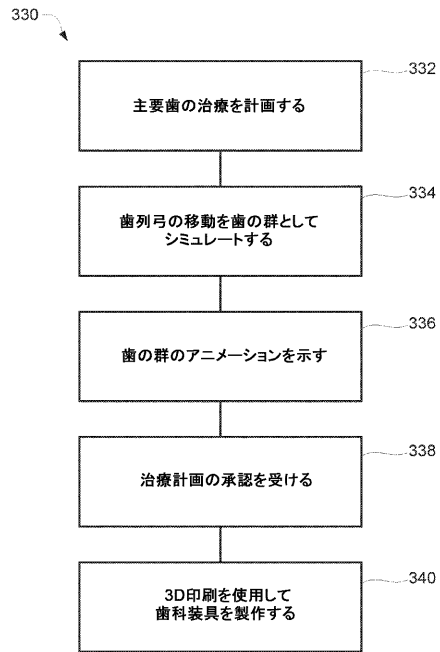 330
332
主要歯の治療を計画する
334
歯列弓の移動を歯の群として
シミュレートする
336
歯の群のアニメーションを示す
338
治療計画の承認を受ける
340
3D印刷を使用して
歯科装具を製作する